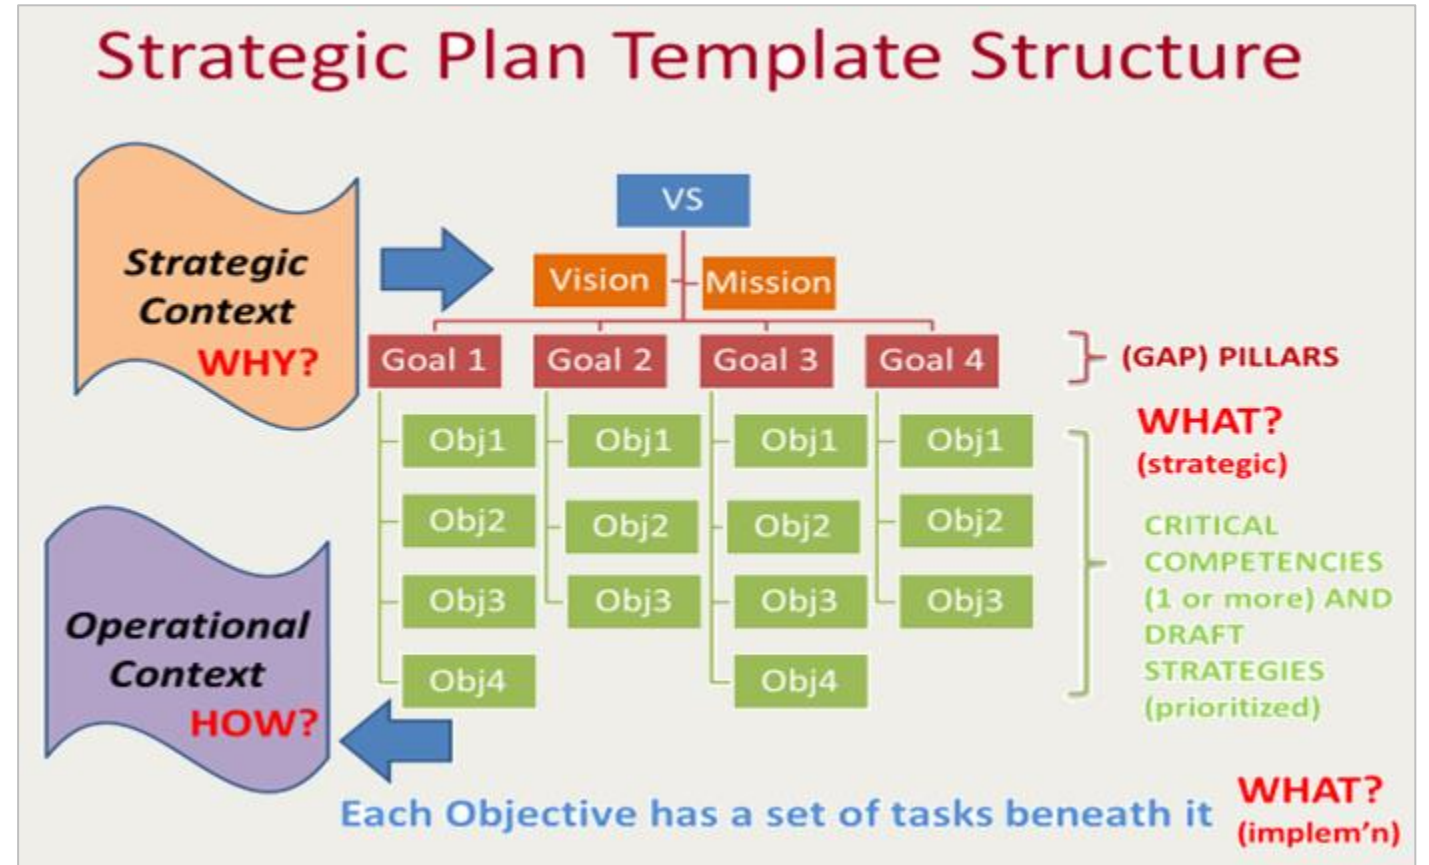 Strategic Plan Template Structure
Strategic
Context
WHY?
VS
Vision
Mission
Goal 1
Goal 2
Goal 3
Goal 4
(GAP) PILLARS
Obj1
Obj1
Obj1
Obj1
WHAT?
(strategic)
Obj2
Obj2
Obj2
Obj2
Obj3
Obj3
Obj3
Obj3
Obj4
Obj4
CRITICAL
COMPETENCIES
(1 or more) AND
DRAFT
STRATEGIES
(prioritized)
Operational
Context
HOW?
Each Objective has a set of tasks beneath it
WHAT?
(implem’n)